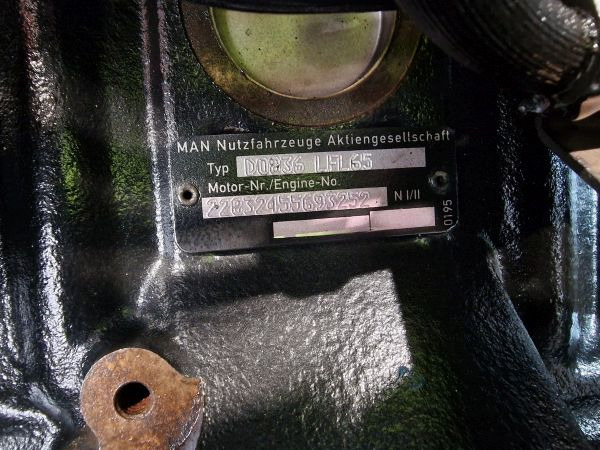 MAN Nutzfahrzeuge Aktiengesellschaft
Typ D0836 LFL65
Motor-Nr./Engine-No.
22832455693252 N I/II
0195